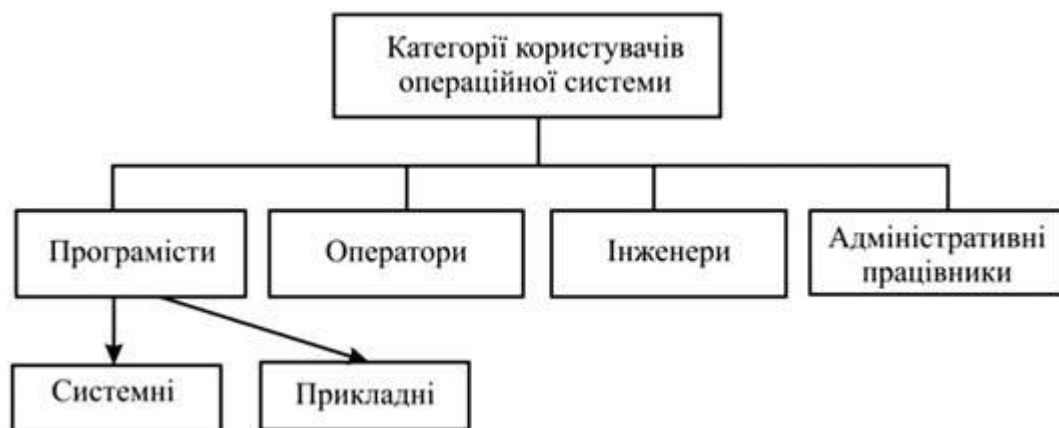 Категорії користувачів
операційної системи
Програмісти
Оператори
Інженери
Адміністративні
працівники
Системні
Прикладні